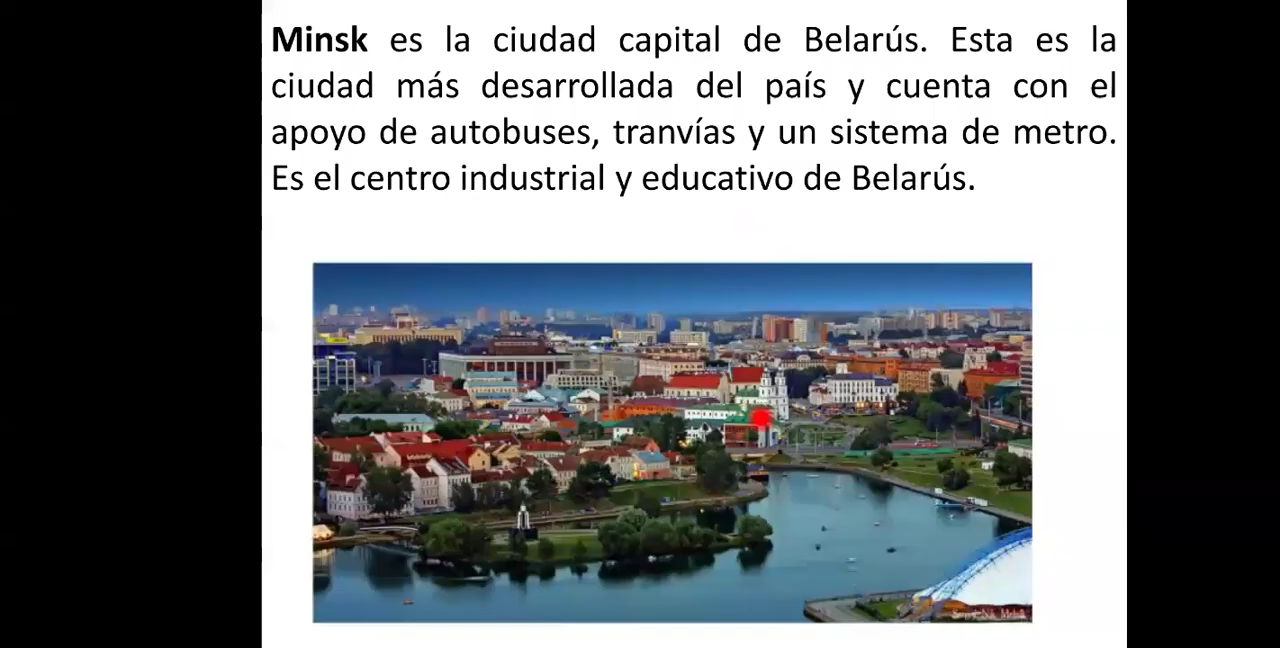 Minsk es la ciudad capital de Belarús. Esta es la
ciudad más desarrollada del país y cuenta con el
apoyo de autobuses, tranvías y un sistema de metro.
Es el centro industrial y educativo de Belarús.